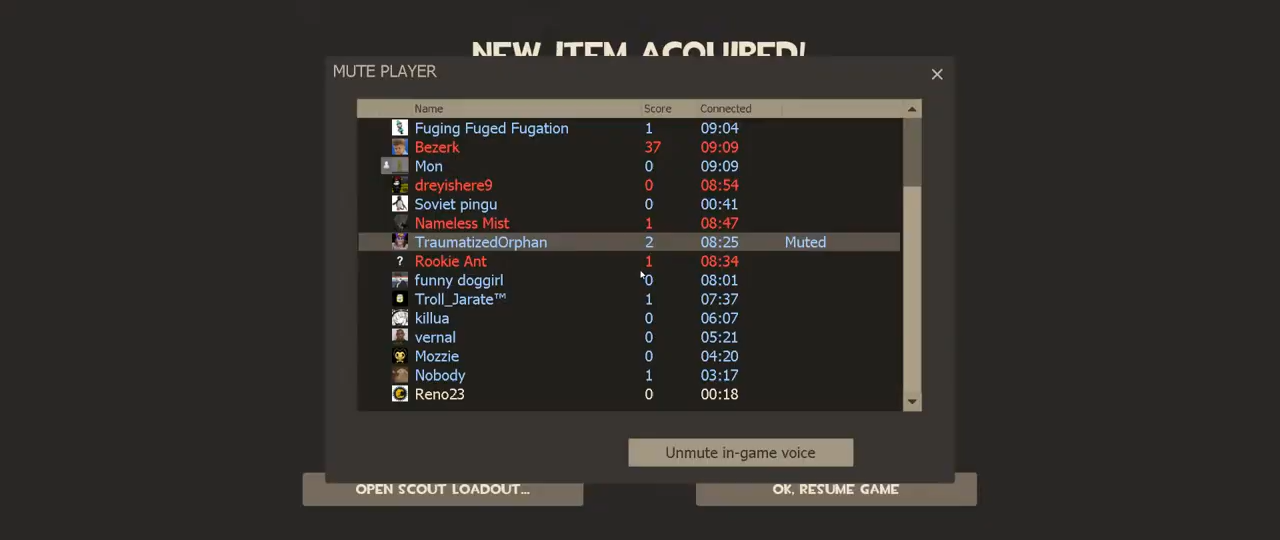 NEW ITEM ACQUIRED!
MUTE PLAYER
Name Score Connected
Fuging Fuged Fugation 1 09:04
Bezerk 37 09:09
Mon 0 09:09
dreyishere9 0 08:54
Soviet pingu 0 00:41
Nameless Mist 1 08:47
TraumatizedOrphan 2 08:25 Muted
? Rookie Ant 1 08:34
funny doggirl 0 08:01
Troll_Jarate™ 1 07:37
killua 0 06:07
vernal 0 05:21
Mozzie 0 04:20
Nobody 1 03:17
Reno23 0 00:18
Unmute in-game voice
OPEN SCOUT LOADOUT... OK, RESUME GAME